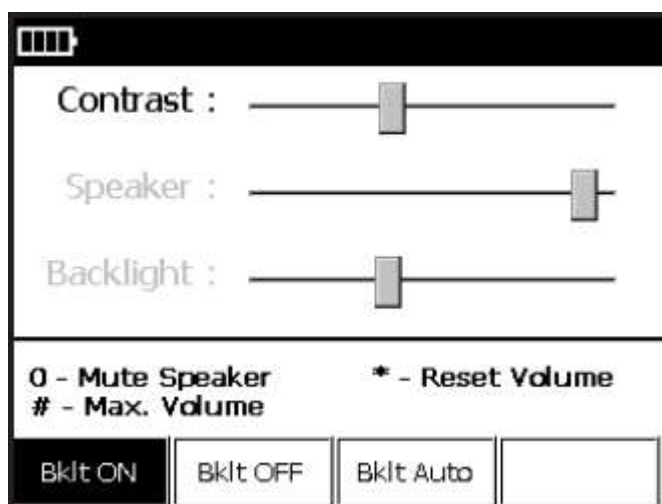 Contrast :
Speaker :
Backlight :
0 - Mute Speaker * - Reset Volume
# - Max. Volume
Bklt ON Bklt OFF Bklt Auto